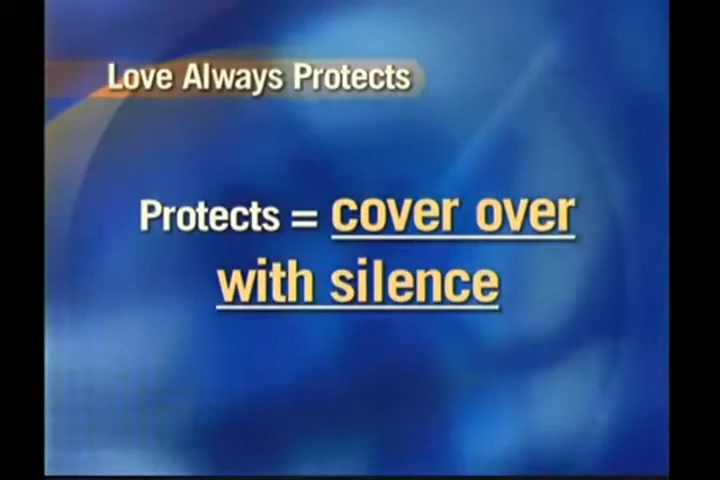 Love Always Protects
Protects = cover over
with silence